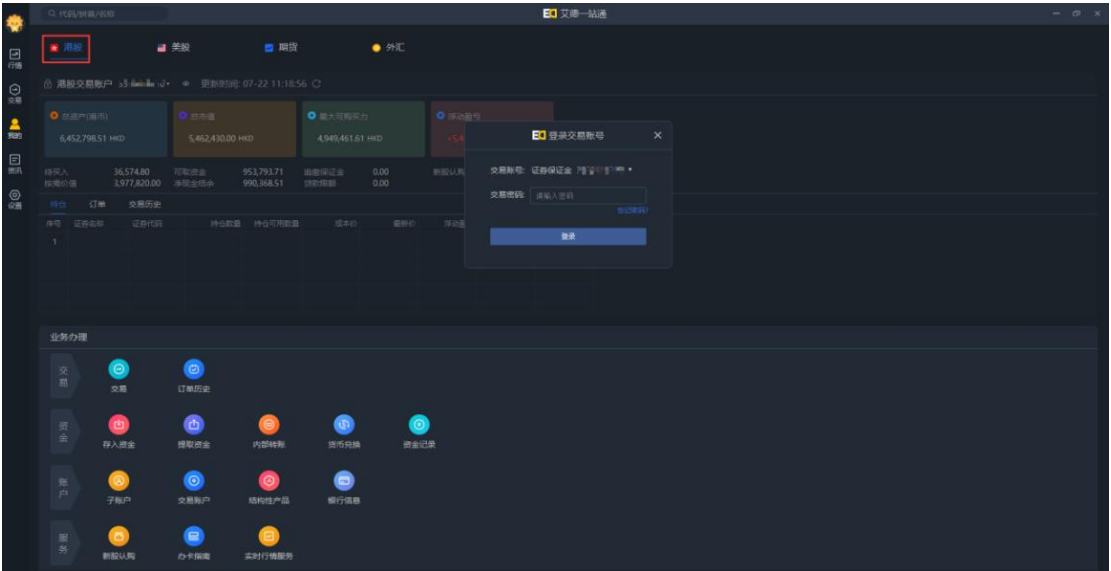 代码/拼音/名称
艾德一站通
港股
美股
期货
外汇
行情
交易
我的
资讯
设置
港股交易账户
更新时间: 07-22 11:18:56
总资产(港币)
6,452,798.51 HKD
总市值
5,462,430.00 HKD
最大可购买力
4,949,461.61 HKD
浮动盈亏
待买入 36,574.80
可取资金 953,793.71
追缴保证金 0.00
新股认购
按揭价值 3,977,820.00
净现金结余 990,368.51
贷款限额 0.00
持仓
订单
交易历史
序号 证券名称 证券代码 持仓数量 持仓可用数量 成本价 最新价
1
登录交易账号
交易账号: 证券保证金
交易密码: 请输入密码
忘记密码?
登录
业务办理
交易
交易
订单历史
资金
存入资金
提取资金
内部转账
货币兑换
资金记录
账户
子账户
交易账户
结构性产品
银行信息
服务
新股认购
办卡指南
实时行情服务